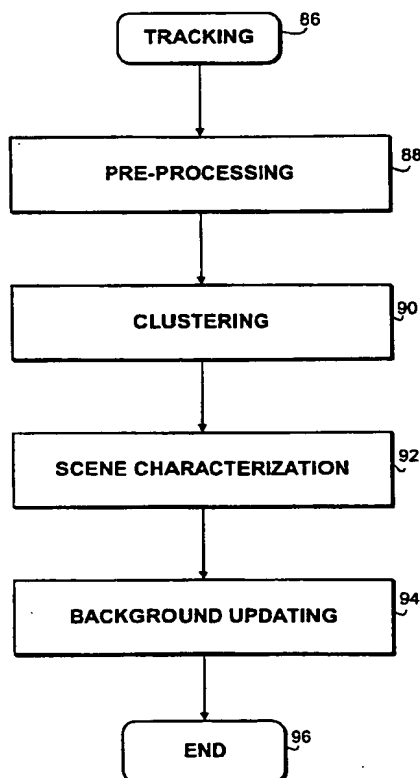 86
TRACKING
88
PRE-PROCESSING
90
CLUSTERING
92
SCENE CHARACTERIZATION
94
BACKGROUND UPDATING
96
END